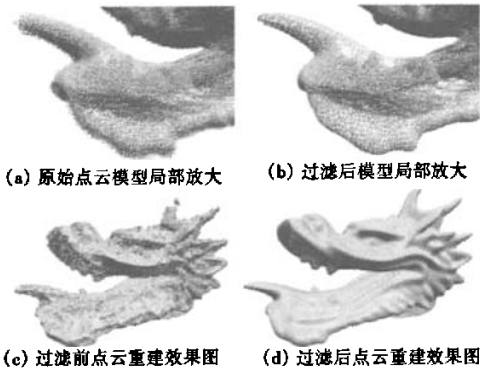 (a) 原始点云模型局部放大
(b) 过滤后模型局部放大
(c) 过滤前点云重建效果图
(d) 过滤后点云重建效果图